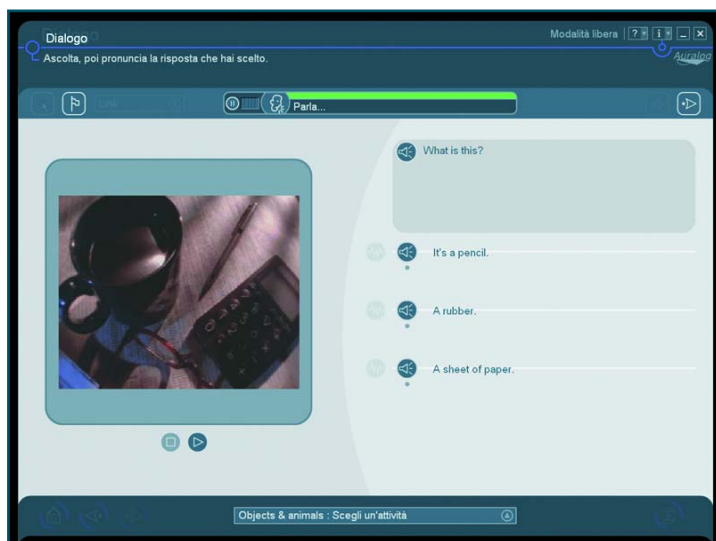 Dialogo
Modalità libera
?
i
Ascolta, poi pronuncia la risposta che hai scelto.
Auralog
Link
Parla...
What is this?
It's a pencil.
A rubber.
A sheet of paper.
Objects & animals : Scegli un'attività